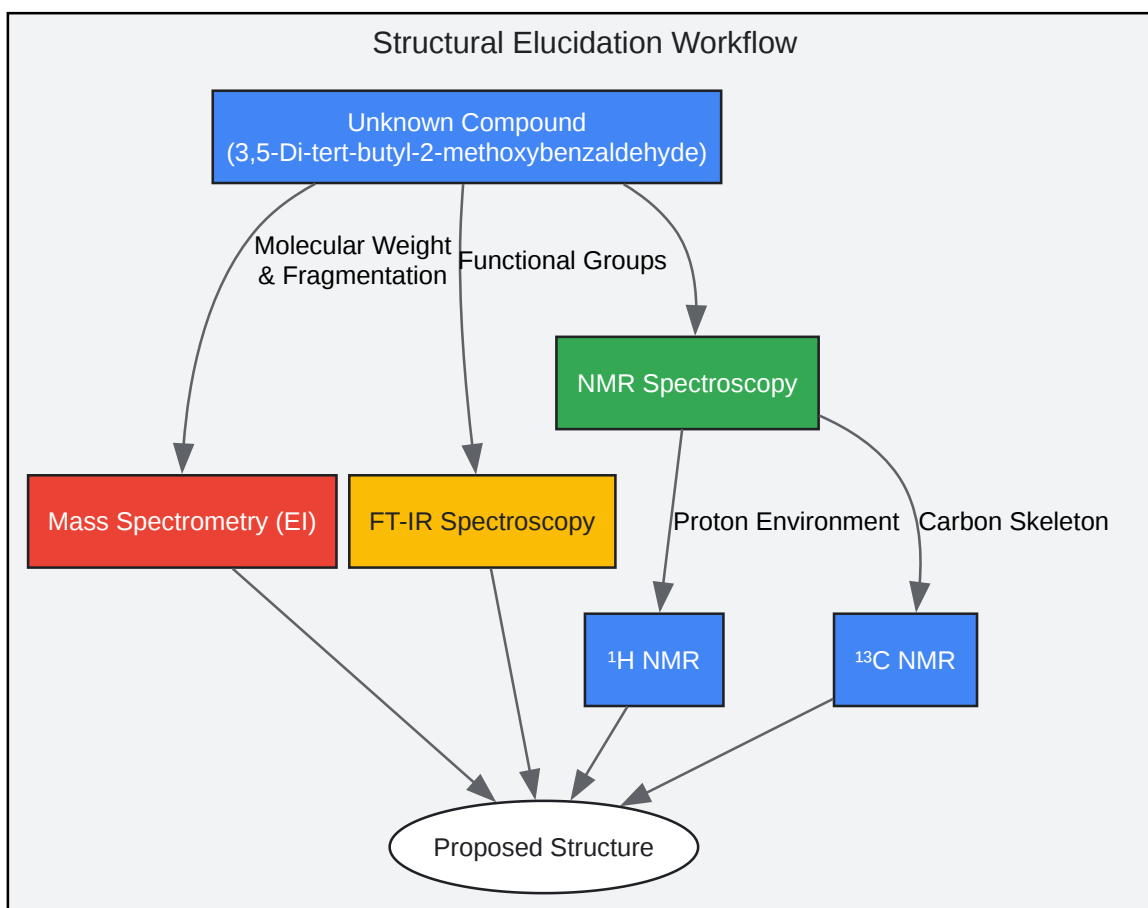 Structural Elucidation Workflow
Unknown Compound
(3,5-Di-tert-butyl-2-methoxybenzaldehyde)
Molecular Weight
& Fragmentation
Functional Groups
NMR Spectroscopy
Mass Spectrometry (EI)
FT-IR Spectroscopy
Proton Environment
Carbon Skeleton
¹H NMR
¹³C NMR
Proposed Structure